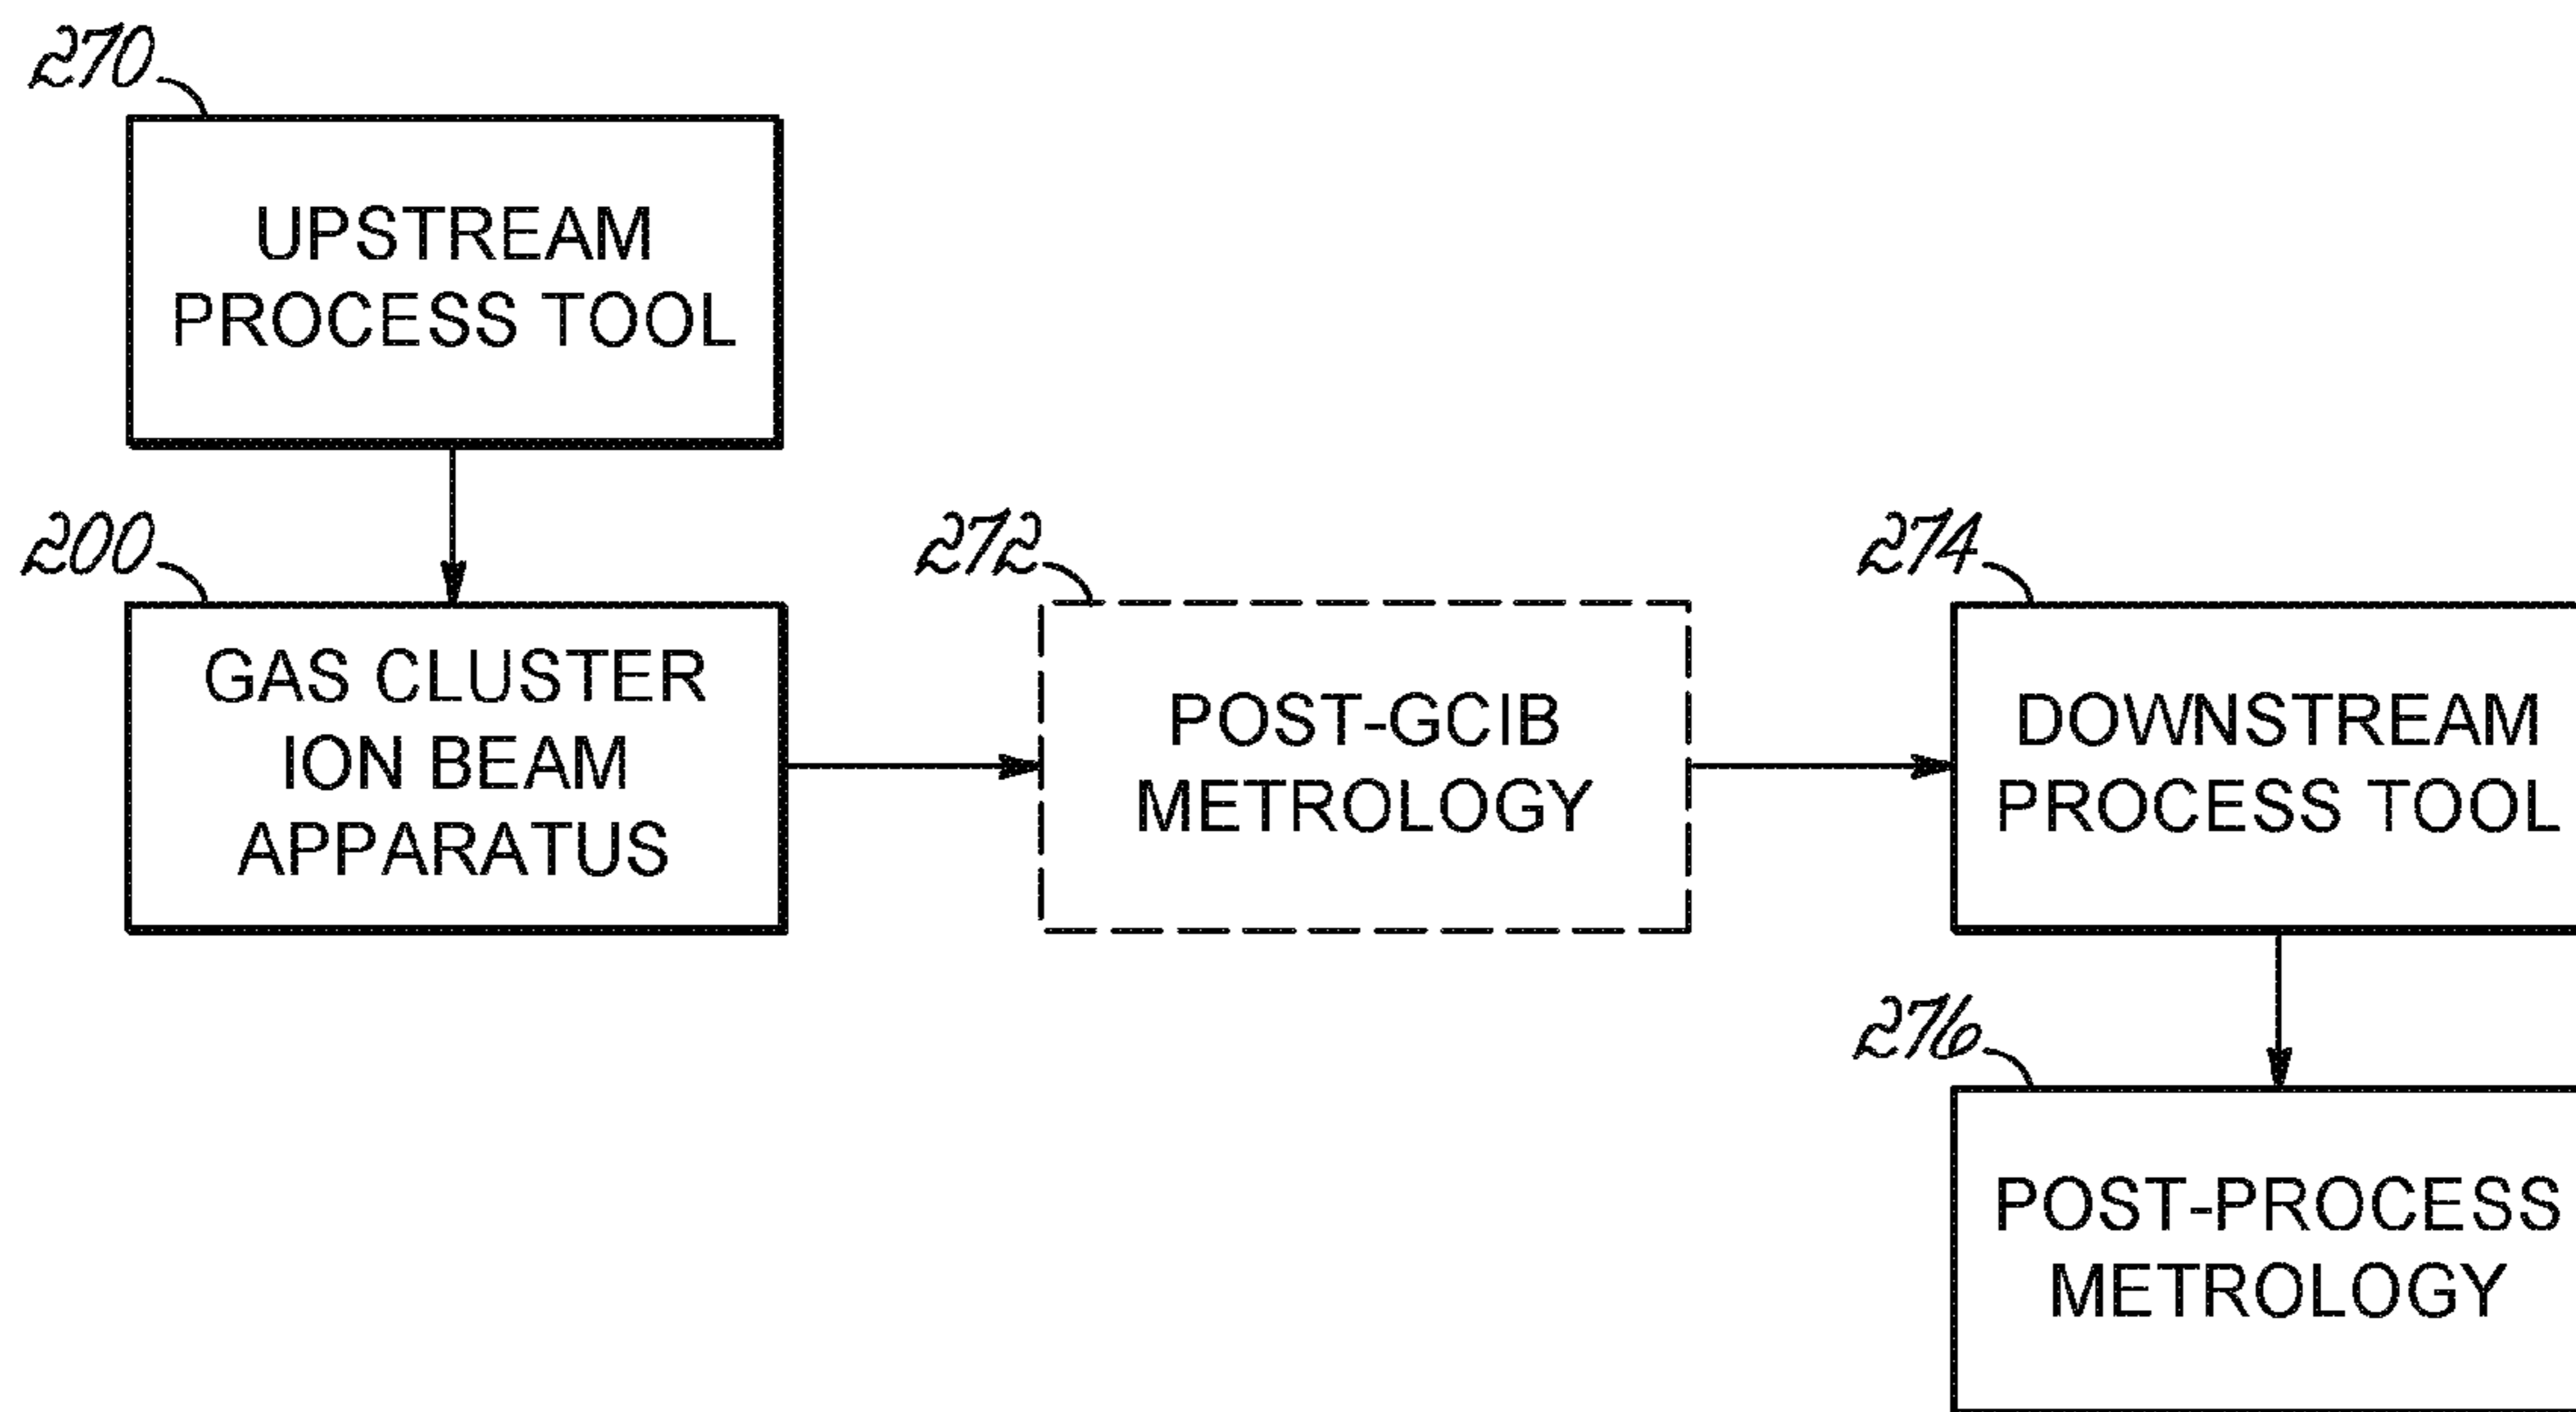 270
UPSTREAM
PROCESS TOOL
200
GAS CLUSTER
ION BEAM
APPARATUS
272
POST-GCIB
METROLOGY
274
DOWNSTREAM
PROCESS TOOL
276
POST-PROCESS
METROLOGY